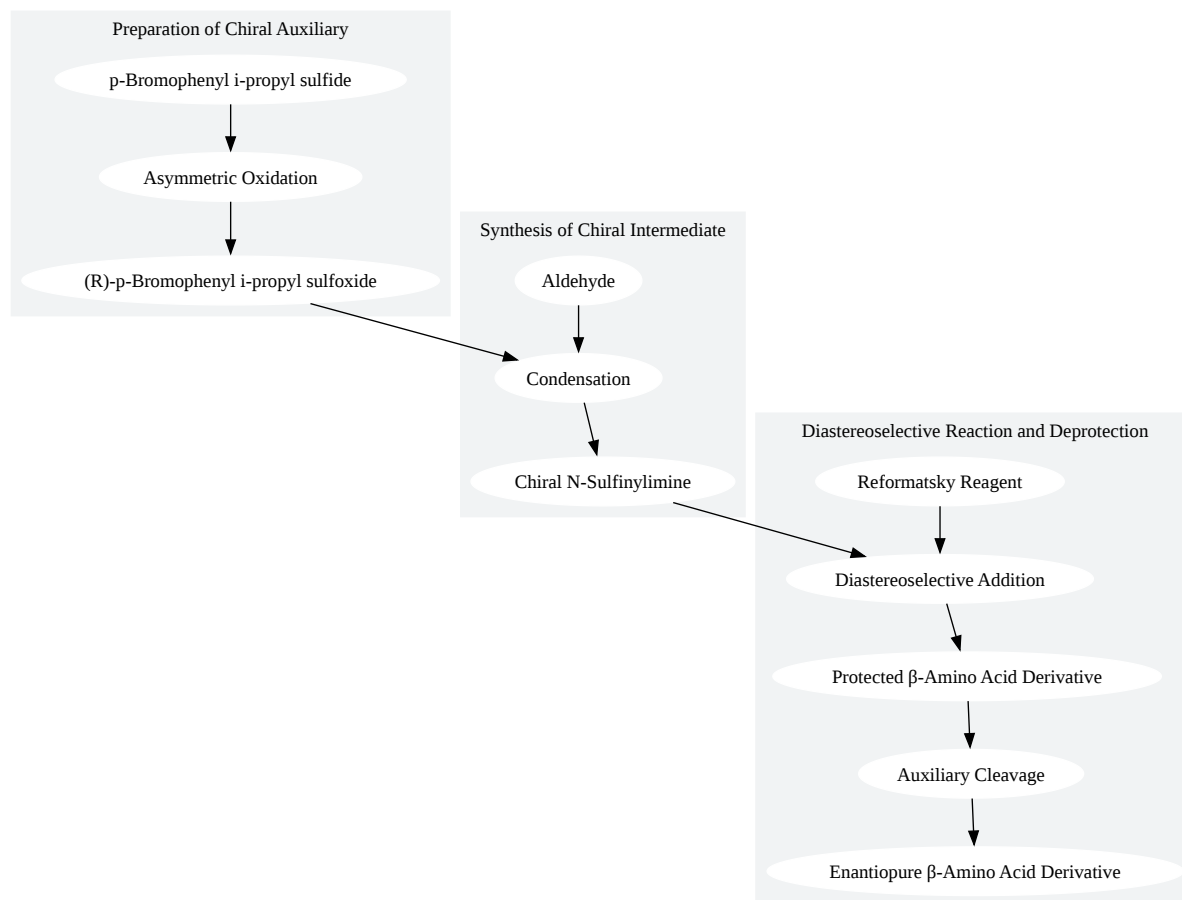 Preparation of Chiral Auxiliary
p-Bromophenyl i-propyl sulfide
Asymmetric Oxidation
(R)-p-Bromophenyl i-propyl sulfoxide
Synthesis of Chiral Intermediate
Aldehyde
Condensation
Chiral N-Sulfinylimine
Diastereoselective Reaction and Deprotection
Reformatsky Reagent
Diastereoselective Addition
Protected β-Amino Acid Derivative
Auxiliary Cleavage
Enantiopure β-Amino Acid Derivative